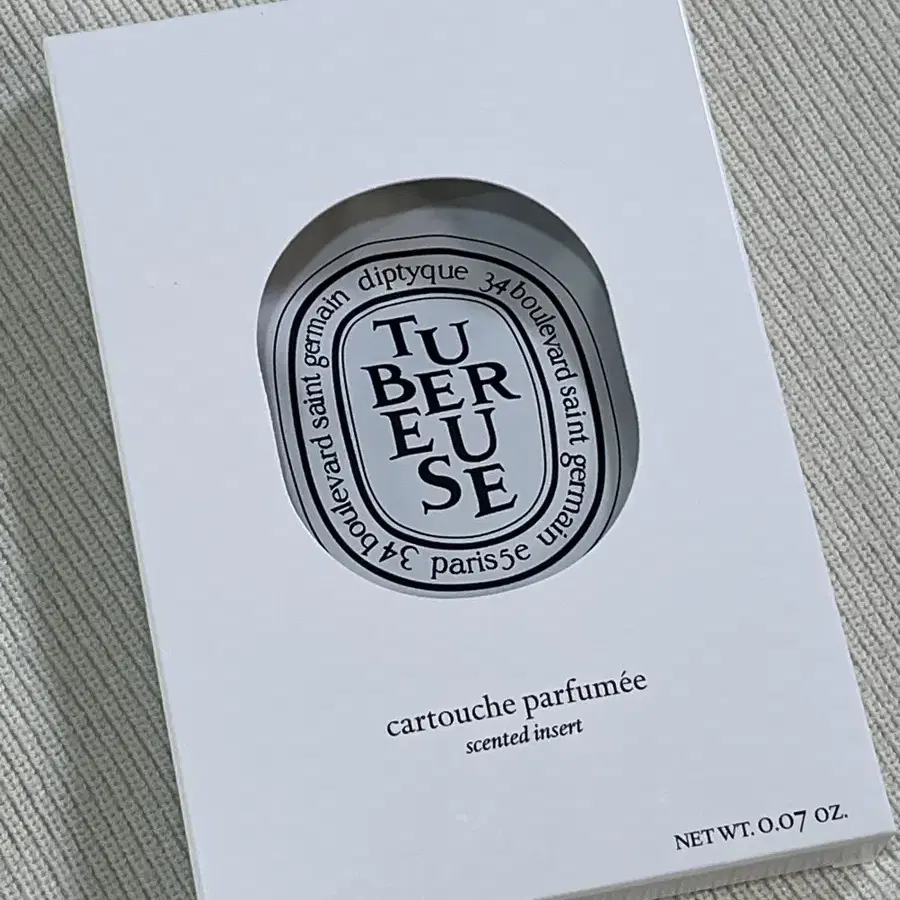 diptyque 34 boulevard saint germain paris 5e 34 boulevard saint germain
TU
BER
EU
SE
cartouche parfumée
scented insert
NET WT. 0.07 OZ.